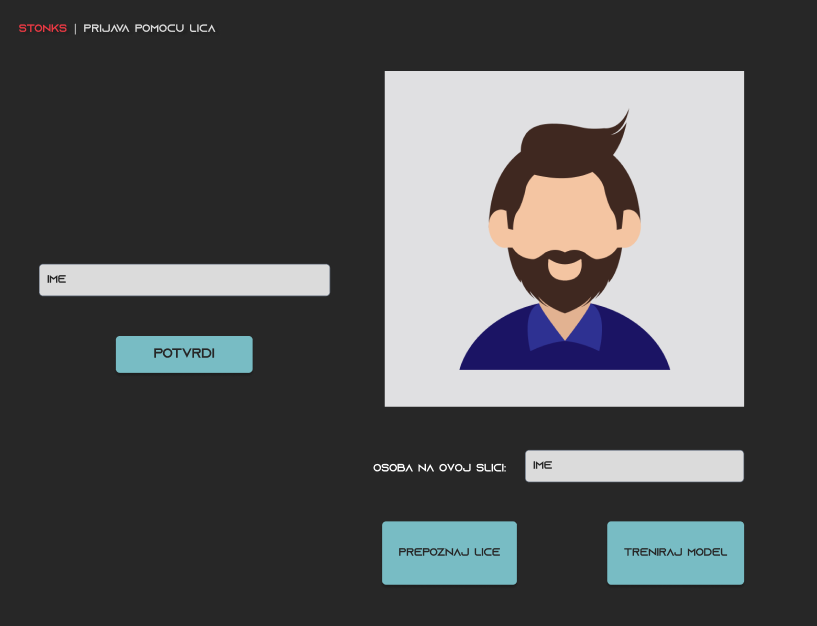 STONKS | PRIJAVA POMOCU LICA
IME
POTVRDI
OSOBA NA OVOJ SLICI:
IME
PREPOZNAJ LICE
TRENIRAJ MODEL